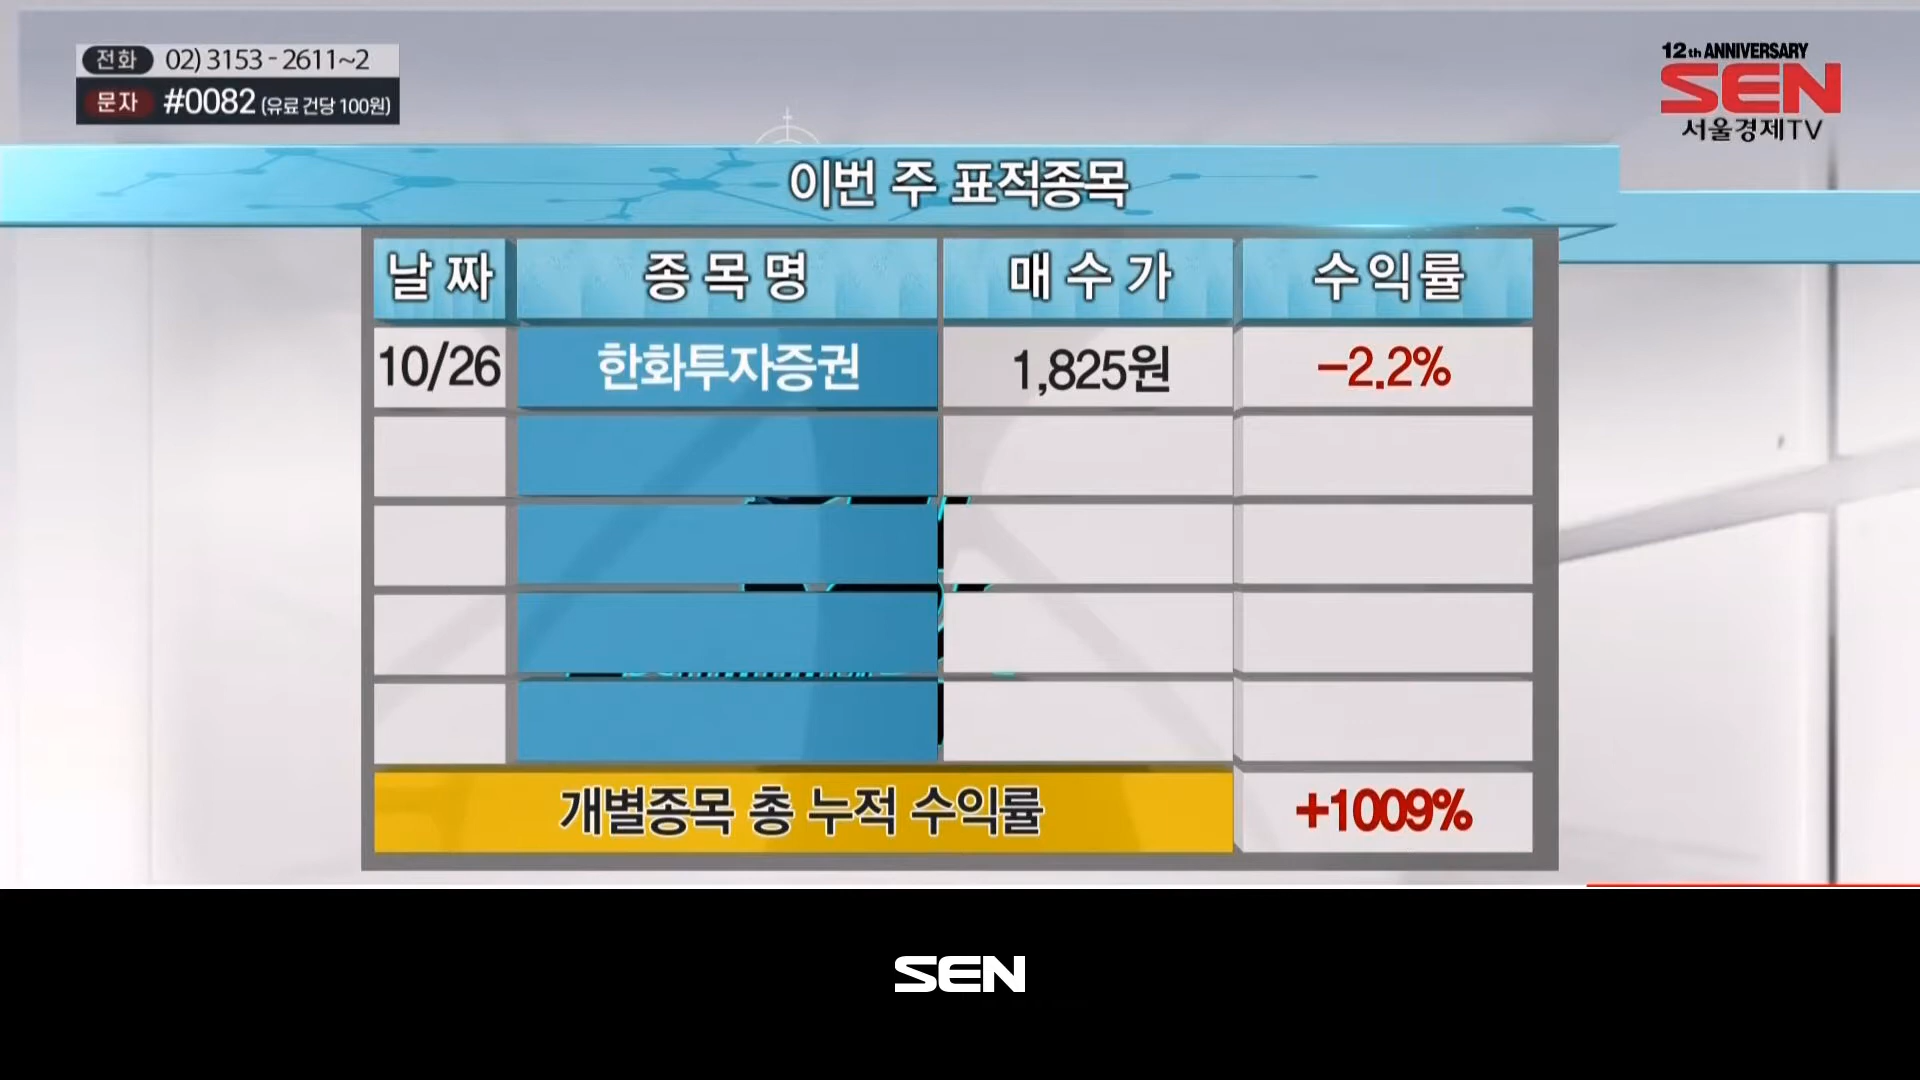 전화 02) 3153-2611~2
문자 #0082 (유료 건당 100원)
12th ANNIVERSARY
SEN
서울경제TV
이번 주 표적종목
날짜 종목명 매수가 수익률
10/26 한화투자증권 1,825원 -2.2%
개별종목 총 누적 수익률 +1009%
SEN